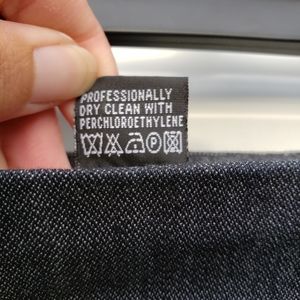 PROFESSIONALLY
DRY CLEAN WITH
PERCHLOROETHYLENE
P